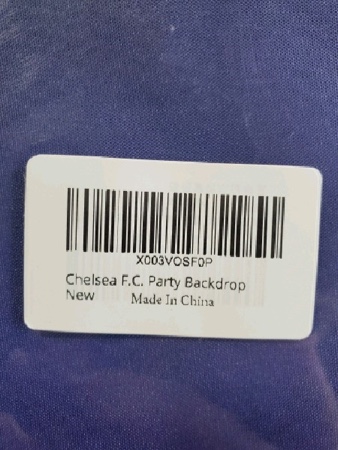 X003VOSF0P
Chelsea F.C. Party Backdrop
New Made In China